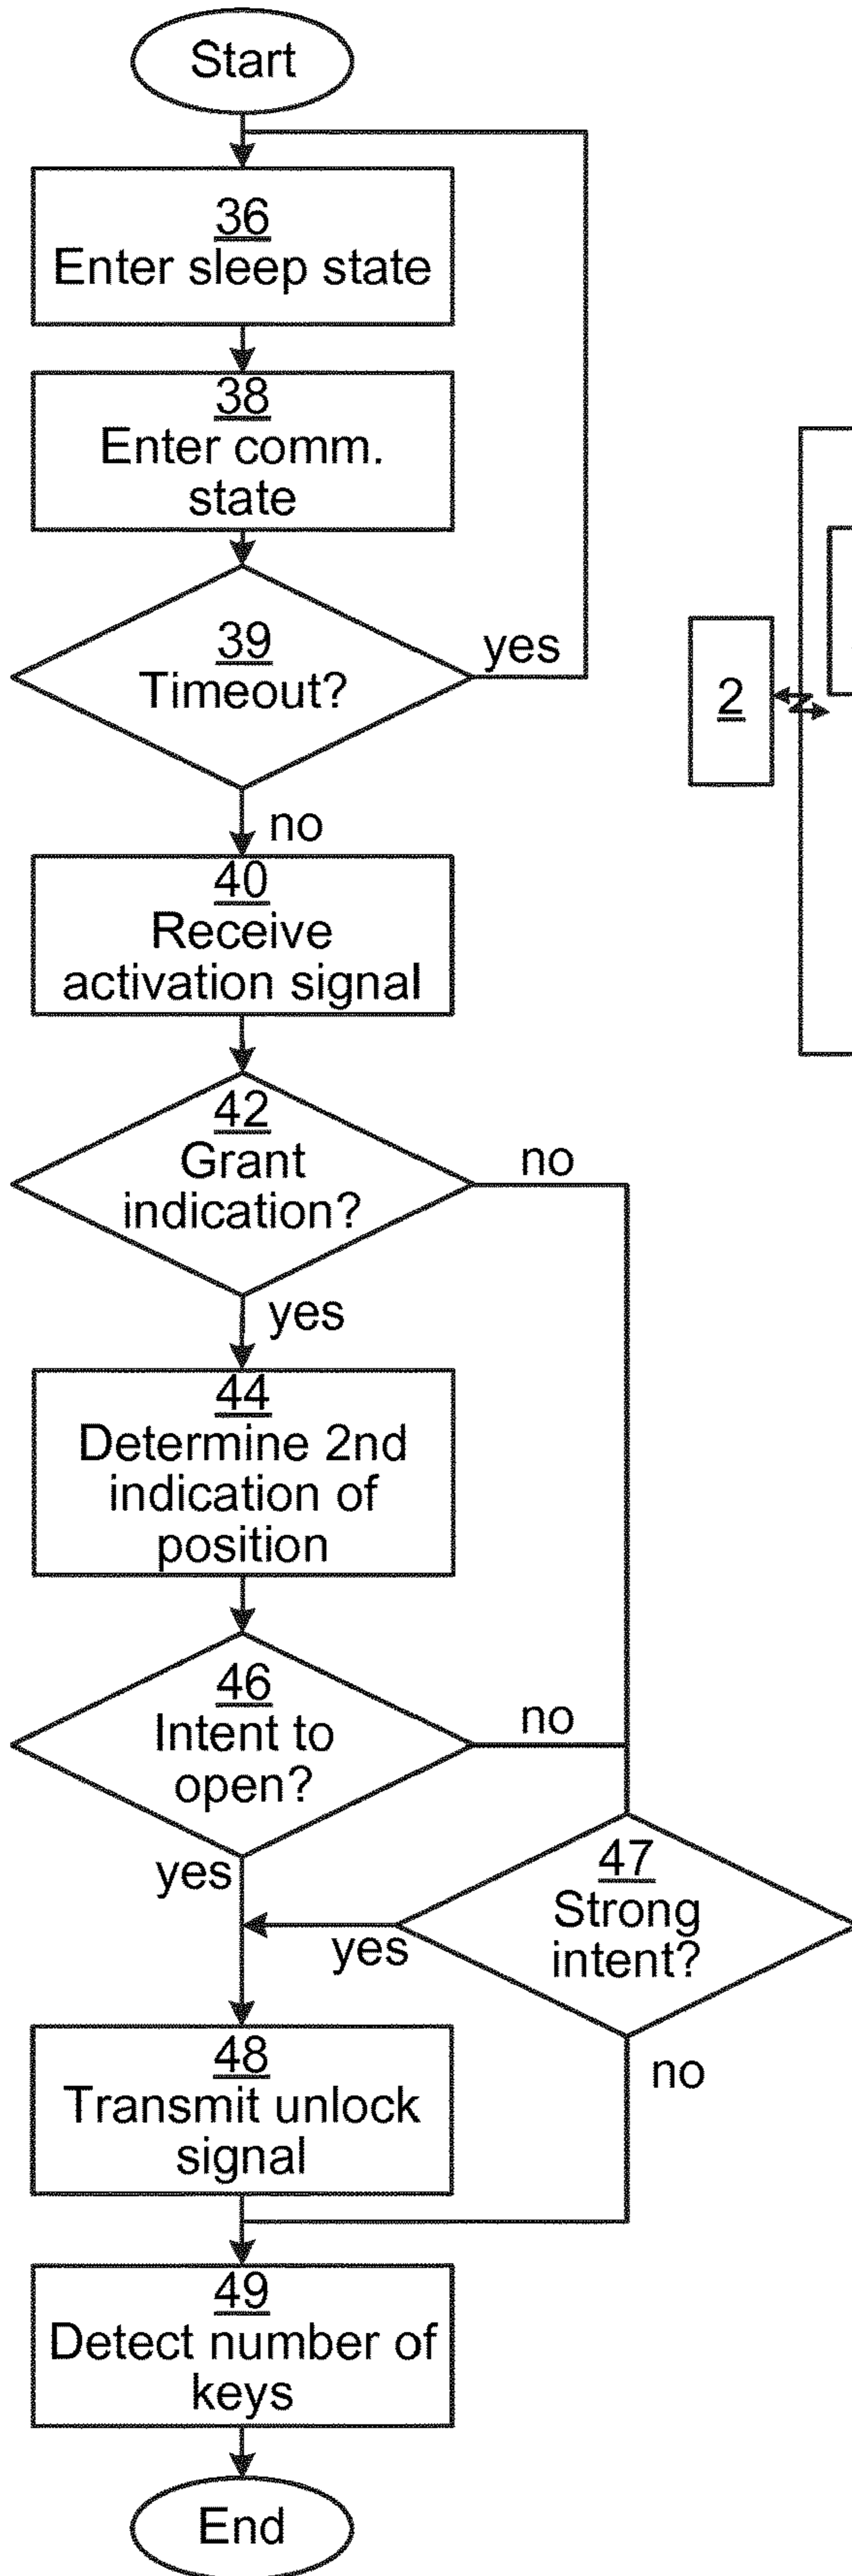 Start
36
Enter sleep state
38
Enter comm.
state
39
Timeout?
yes
2
no
40
Receive
activation signal
42
Grant
indication?
no
yes
44
Determine 2nd
indication of
position
46
Intent to
open?
no
yes
47
Strong
intent?
yes
no
48
Transmit unlock
signal
49
Detect number of
keys
End